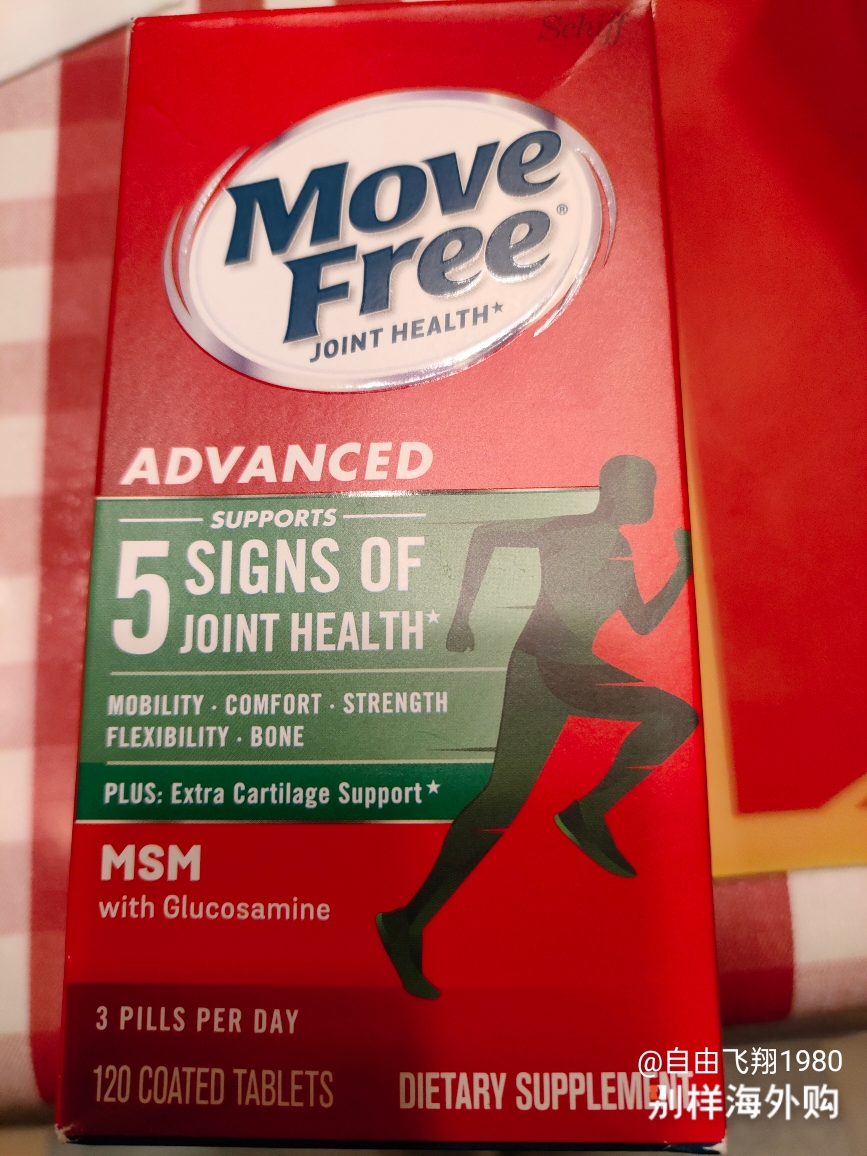 Schiff
Move
Free®
JOINT HEALTH*
ADVANCED
SUPPORTS
5 SIGNS OF
JOINT HEALTH*
MOBILITY · COMFORT · STRENGTH
FLEXIBILITY · BONE
PLUS: Extra Cartilage Support*
MSM
with Glucosamine
3 PILLS PER DAY
120 COATED TABLETS
DIETARY SUPPLEMENT
@自由飞翔1980
别样海外购